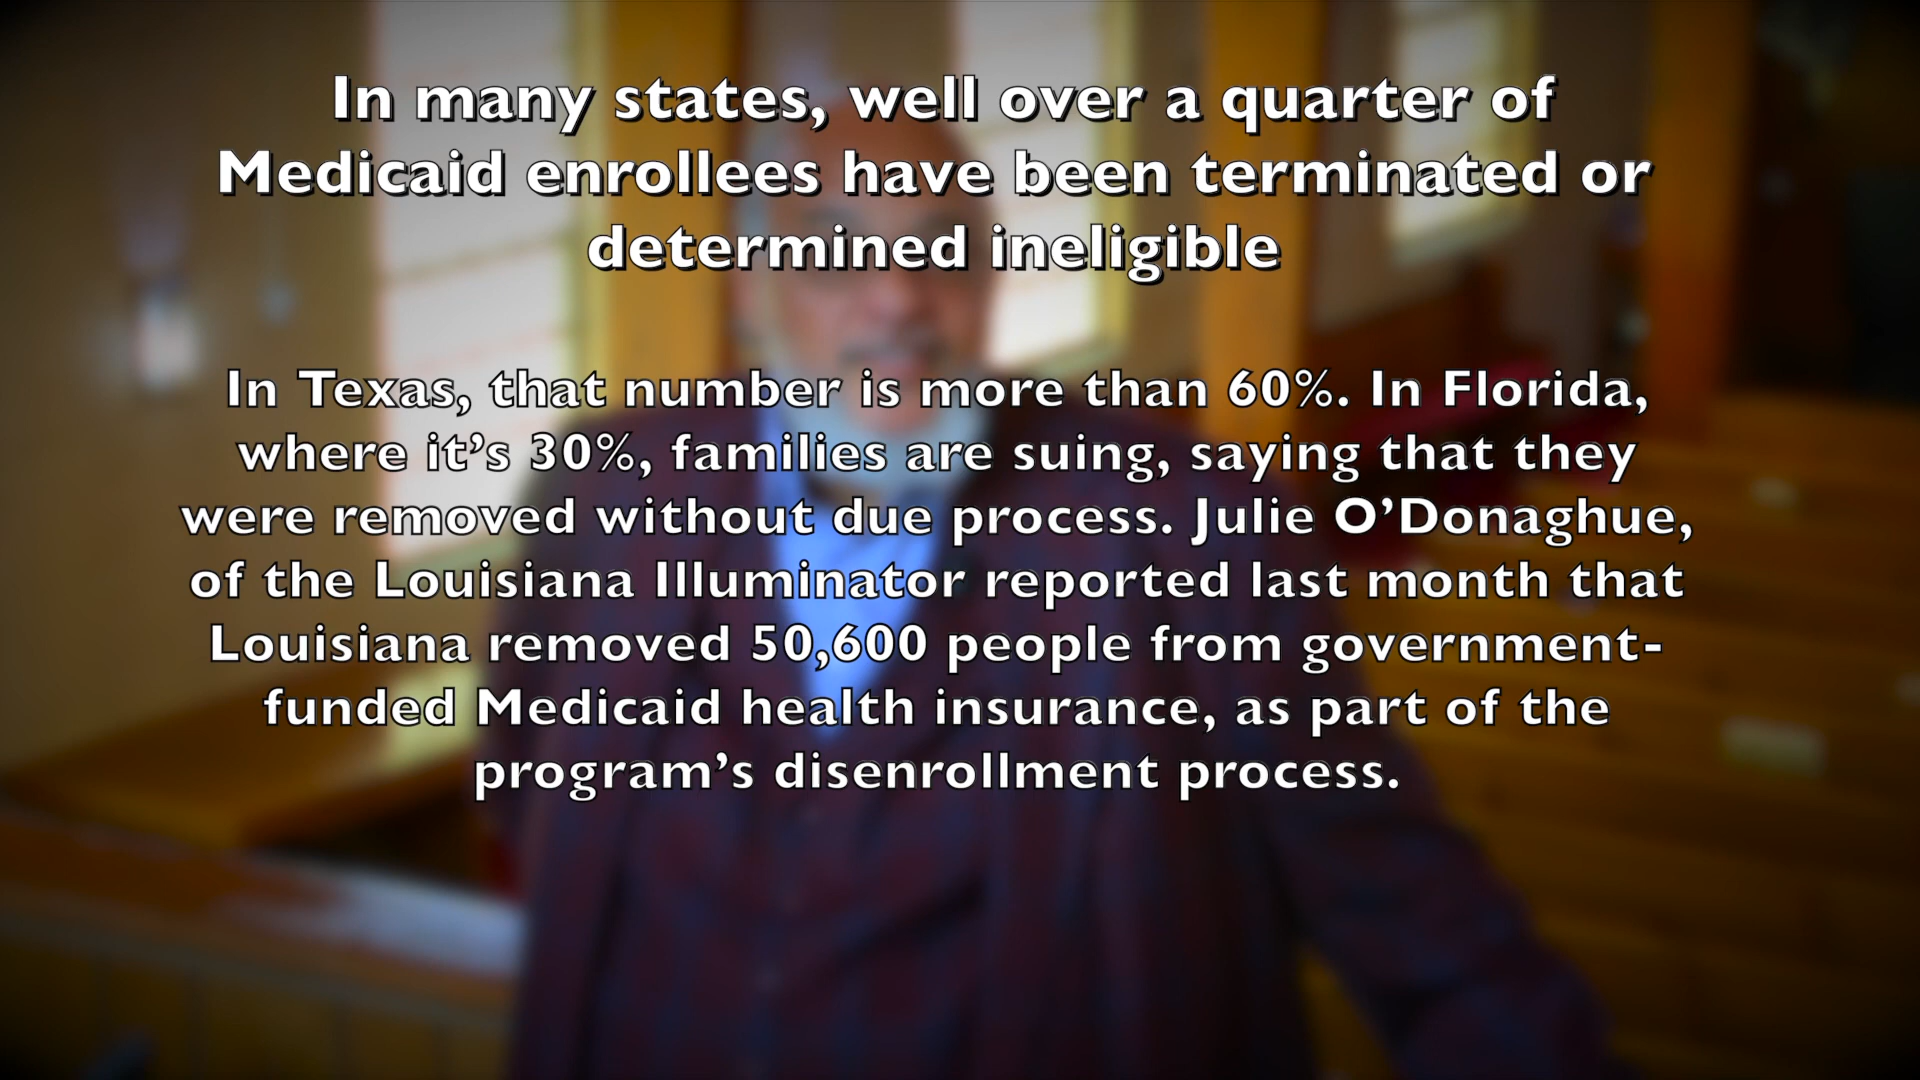 In many states, well over a quarter of
Medicaid enrollees have been terminated or
determined ineligible
In Texas, that number is more than 60%. In Florida,
where it’s 30%, families are suing, saying that they
were removed without due process. Julie O’Donaghue,
of the Louisiana Illuminator reported last month that
Louisiana removed 50,600 people from government-
funded Medicaid health insurance, as part of the
program’s disenrollment process.